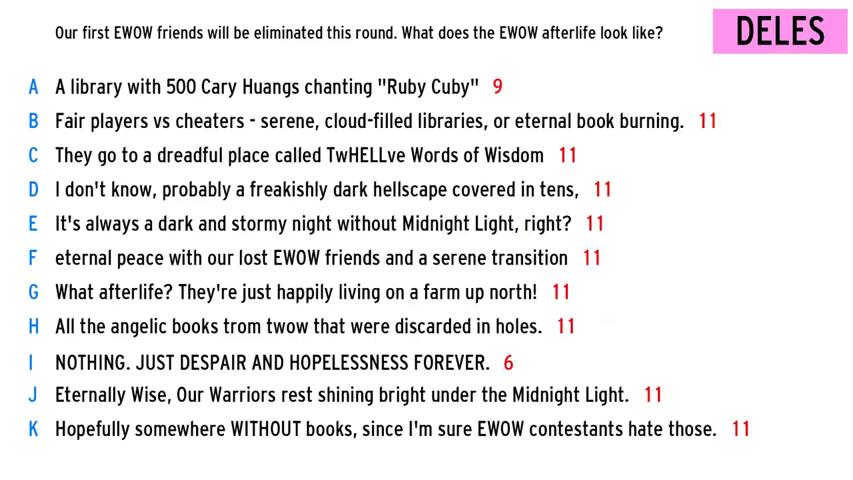 Our first EWOW friends will be eliminated this round. What does the EWOW afterlife look like?
DELES
A A library with 500 Cary Huangs chanting "Ruby Cuby" 9
B Fair players vs cheaters - serene, cloud-filled libraries, or eternal book burning. 11
C They go to a dreadful place called TwHELLve Words of Wisdom 11
D I don't know, probably a freakishly dark hellscape covered in tens, 11
E It's always a dark and stormy night without Midnight Light, right? 11
F eternal peace with our lost EWOW friends and a serene transition 11
G What afterlife? They're just happily living on a farm up north! 11
H All the angelic books trom twow that were discarded in holes. 11
I NOTHING. JUST DESPAIR AND HOPELESSNESS FOREVER. 6
J Eternally Wise, Our Warriors rest shining bright under the Midnight Light. 11
K Hopefully somewhere WITHOUT books, since I'm sure EWOW contestants hate those. 11